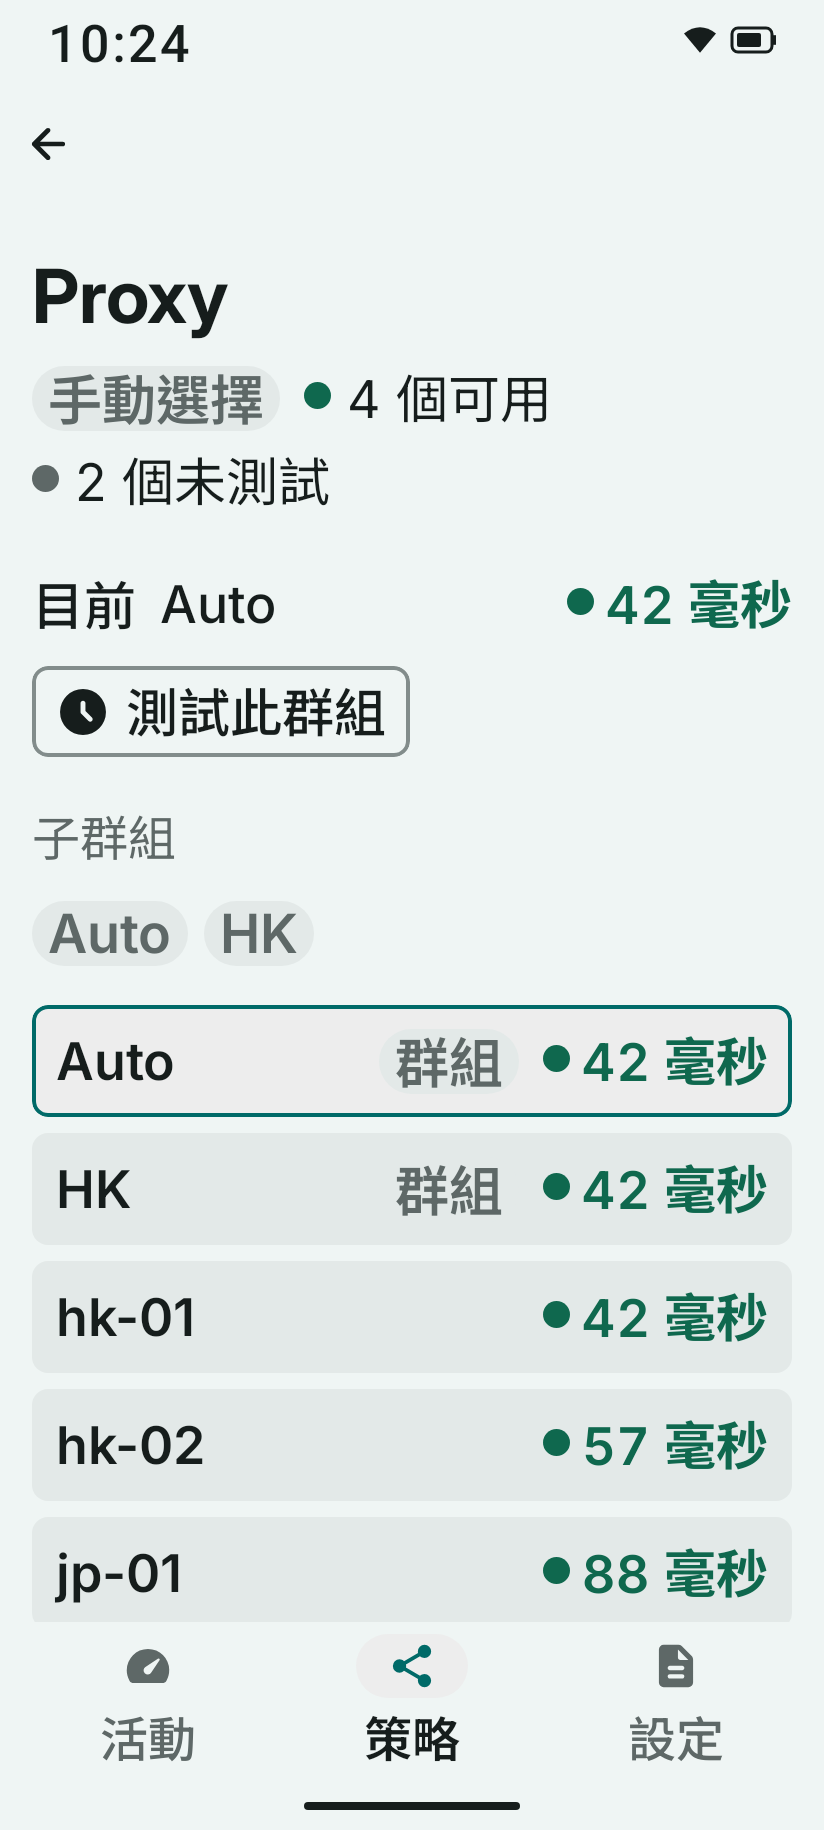 10:24
Proxy
手動選擇 4 個可用
2 個未測試
目前 Auto 42 毫秒
測試此群組
子群組
Auto HK
Auto 群組 42 毫秒
HK 群組 42 毫秒
hk-01 42 毫秒
hk-02 57 毫秒
jp-01 88 毫秒
活動 策略 設定